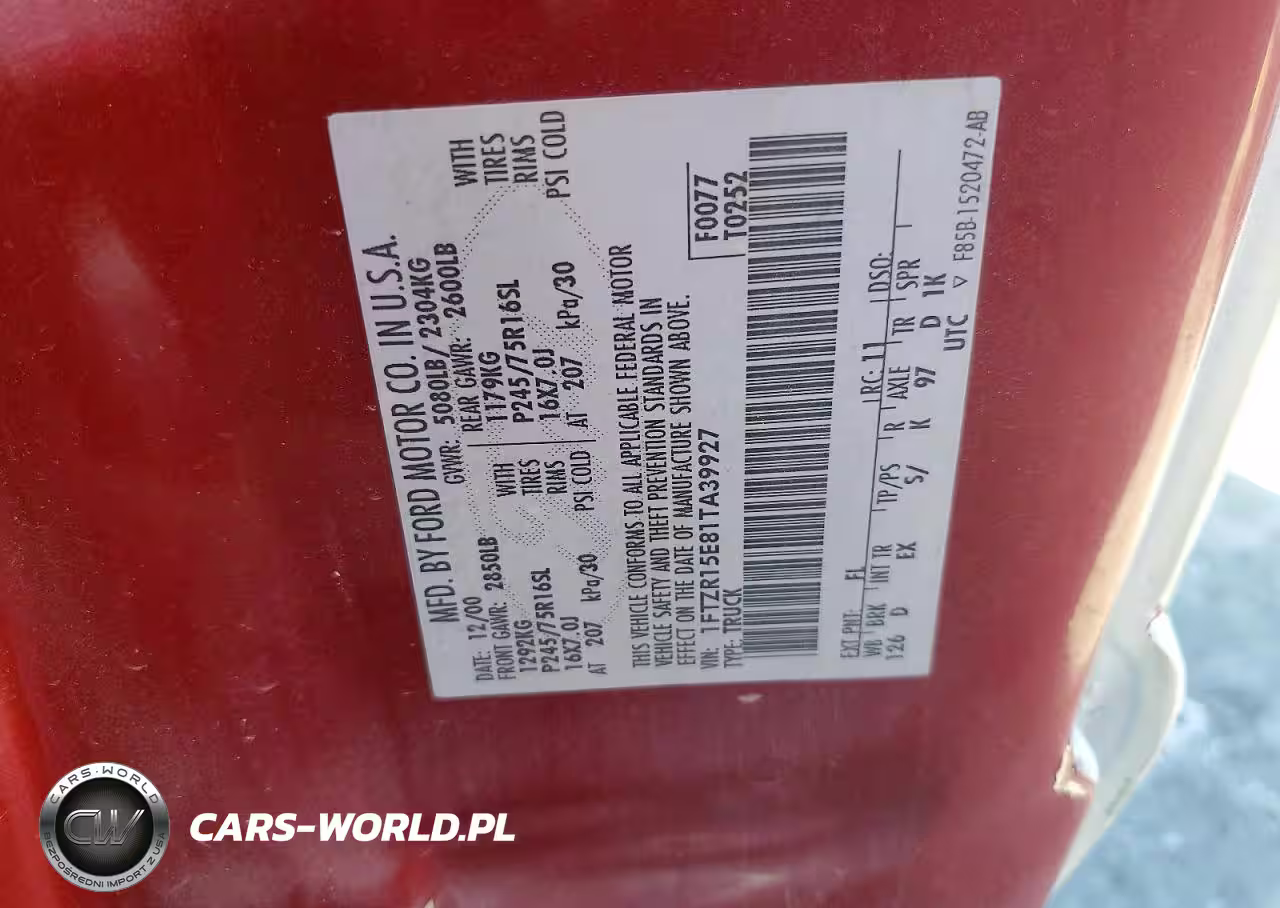 MFD. BY FORD MOTOR CO. IN U.S.A.
DATE: 12/00 GVWR: 5080LB/ 2304KG
FRONT GAWR: 2850LB REAR GAWR: 2600LB
1292KG WITH 1179KG WITH
P245/75R16SL TIRES P245/75R16SL TIRES
16X7.0J RIMS 16X7.0J RIMS
AT 207 kPa/30 PSI COLD AT 207 kPa/30 PSI COLD
THIS VEHICLE CONFORMS TO ALL APPLICABLE FEDERAL MOTOR
VEHICLE SAFETY AND THEFT PREVENTION STANDARDS IN
EFFECT ON THE DATE OF MANUFACTURE SHOWN ABOVE.
VIN: 1FTZR15E81TA39927
TYPE: TRUCK
F0077
T0252
EXT PNT: FL RC: 11 DSO:
WB BRK INT TR TP/PS R AXLE TR SPR
126 D EX S/ K 97 D 1K
UTC ▽ F85B-1520472-AB
CARS-WORLD
CW
BEZPOŚREDNI IMPORT Z USA
CARS-WORLD.PL